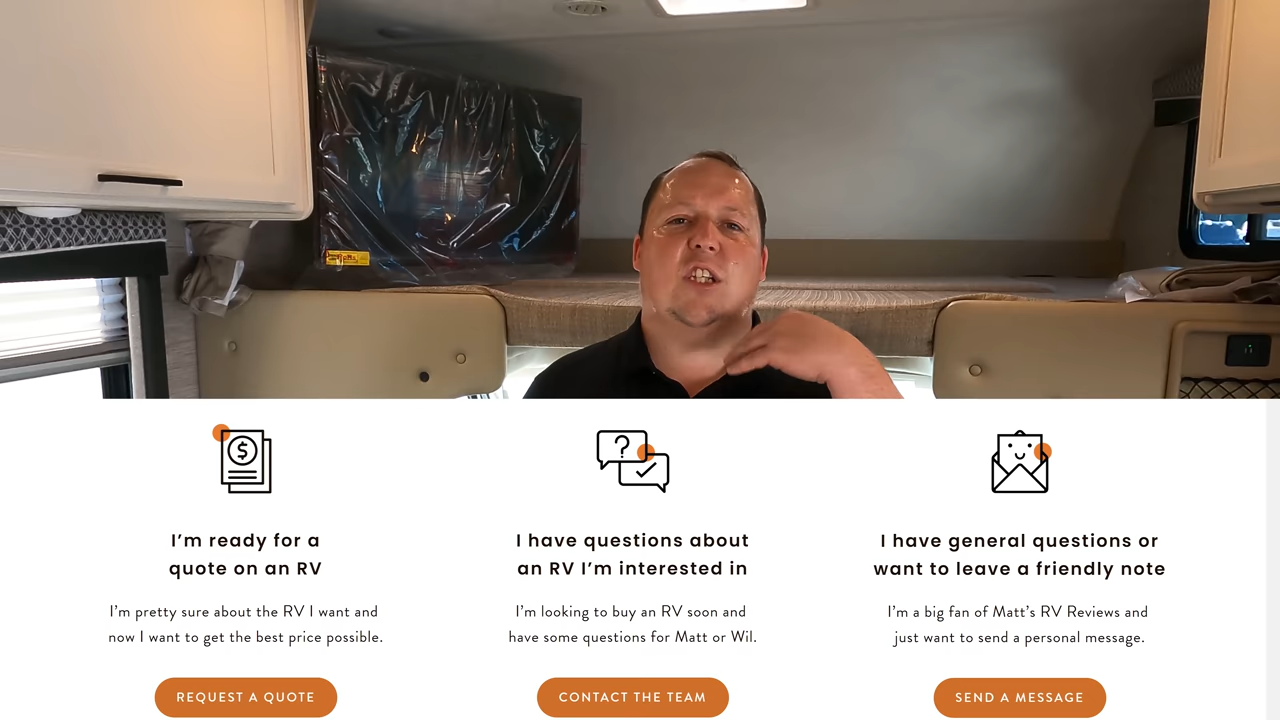 I'm ready for a
quote on an RV
I'm pretty sure about the RV I want and
now I want to get the best price possible.
REQUEST A QUOTE
I have questions about
an RV I'm interested in
I'm looking to buy an RV soon and
have some questions for Matt or Wil.
CONTACT THE TEAM
I have general questions or
want to leave a friendly note
I'm a big fan of Matt's RV Reviews and
just want to send a personal message.
SEND A MESSAGE